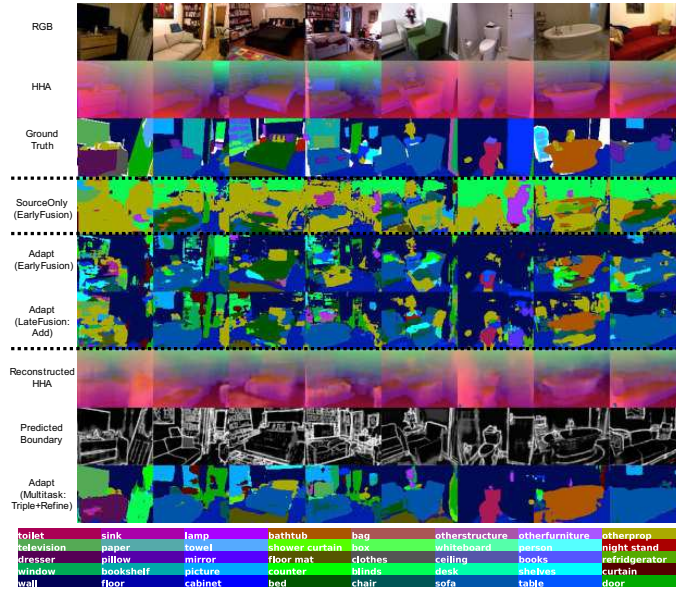 RGB
HHA
Ground
Truth
SourceOnly
(EarlyFusion)
Adapt
(EarlyFusion)
Adapt
(LateFusion:
Add)
Reconstructed
HHA
Predicted
Boundary
Adapt
(Multitask:
Triple+Refine)
toilet sink lamp bathtub bag otherstructure otherfurniture otherprop
television paper towel shower curtain box whiteboard person night stand
dresser pillow mirror floor mat clothes ceiling books refridgerator
window bookshelf picture counter blinds desk shelves curtain
wall floor cabinet bed chair sofa table door